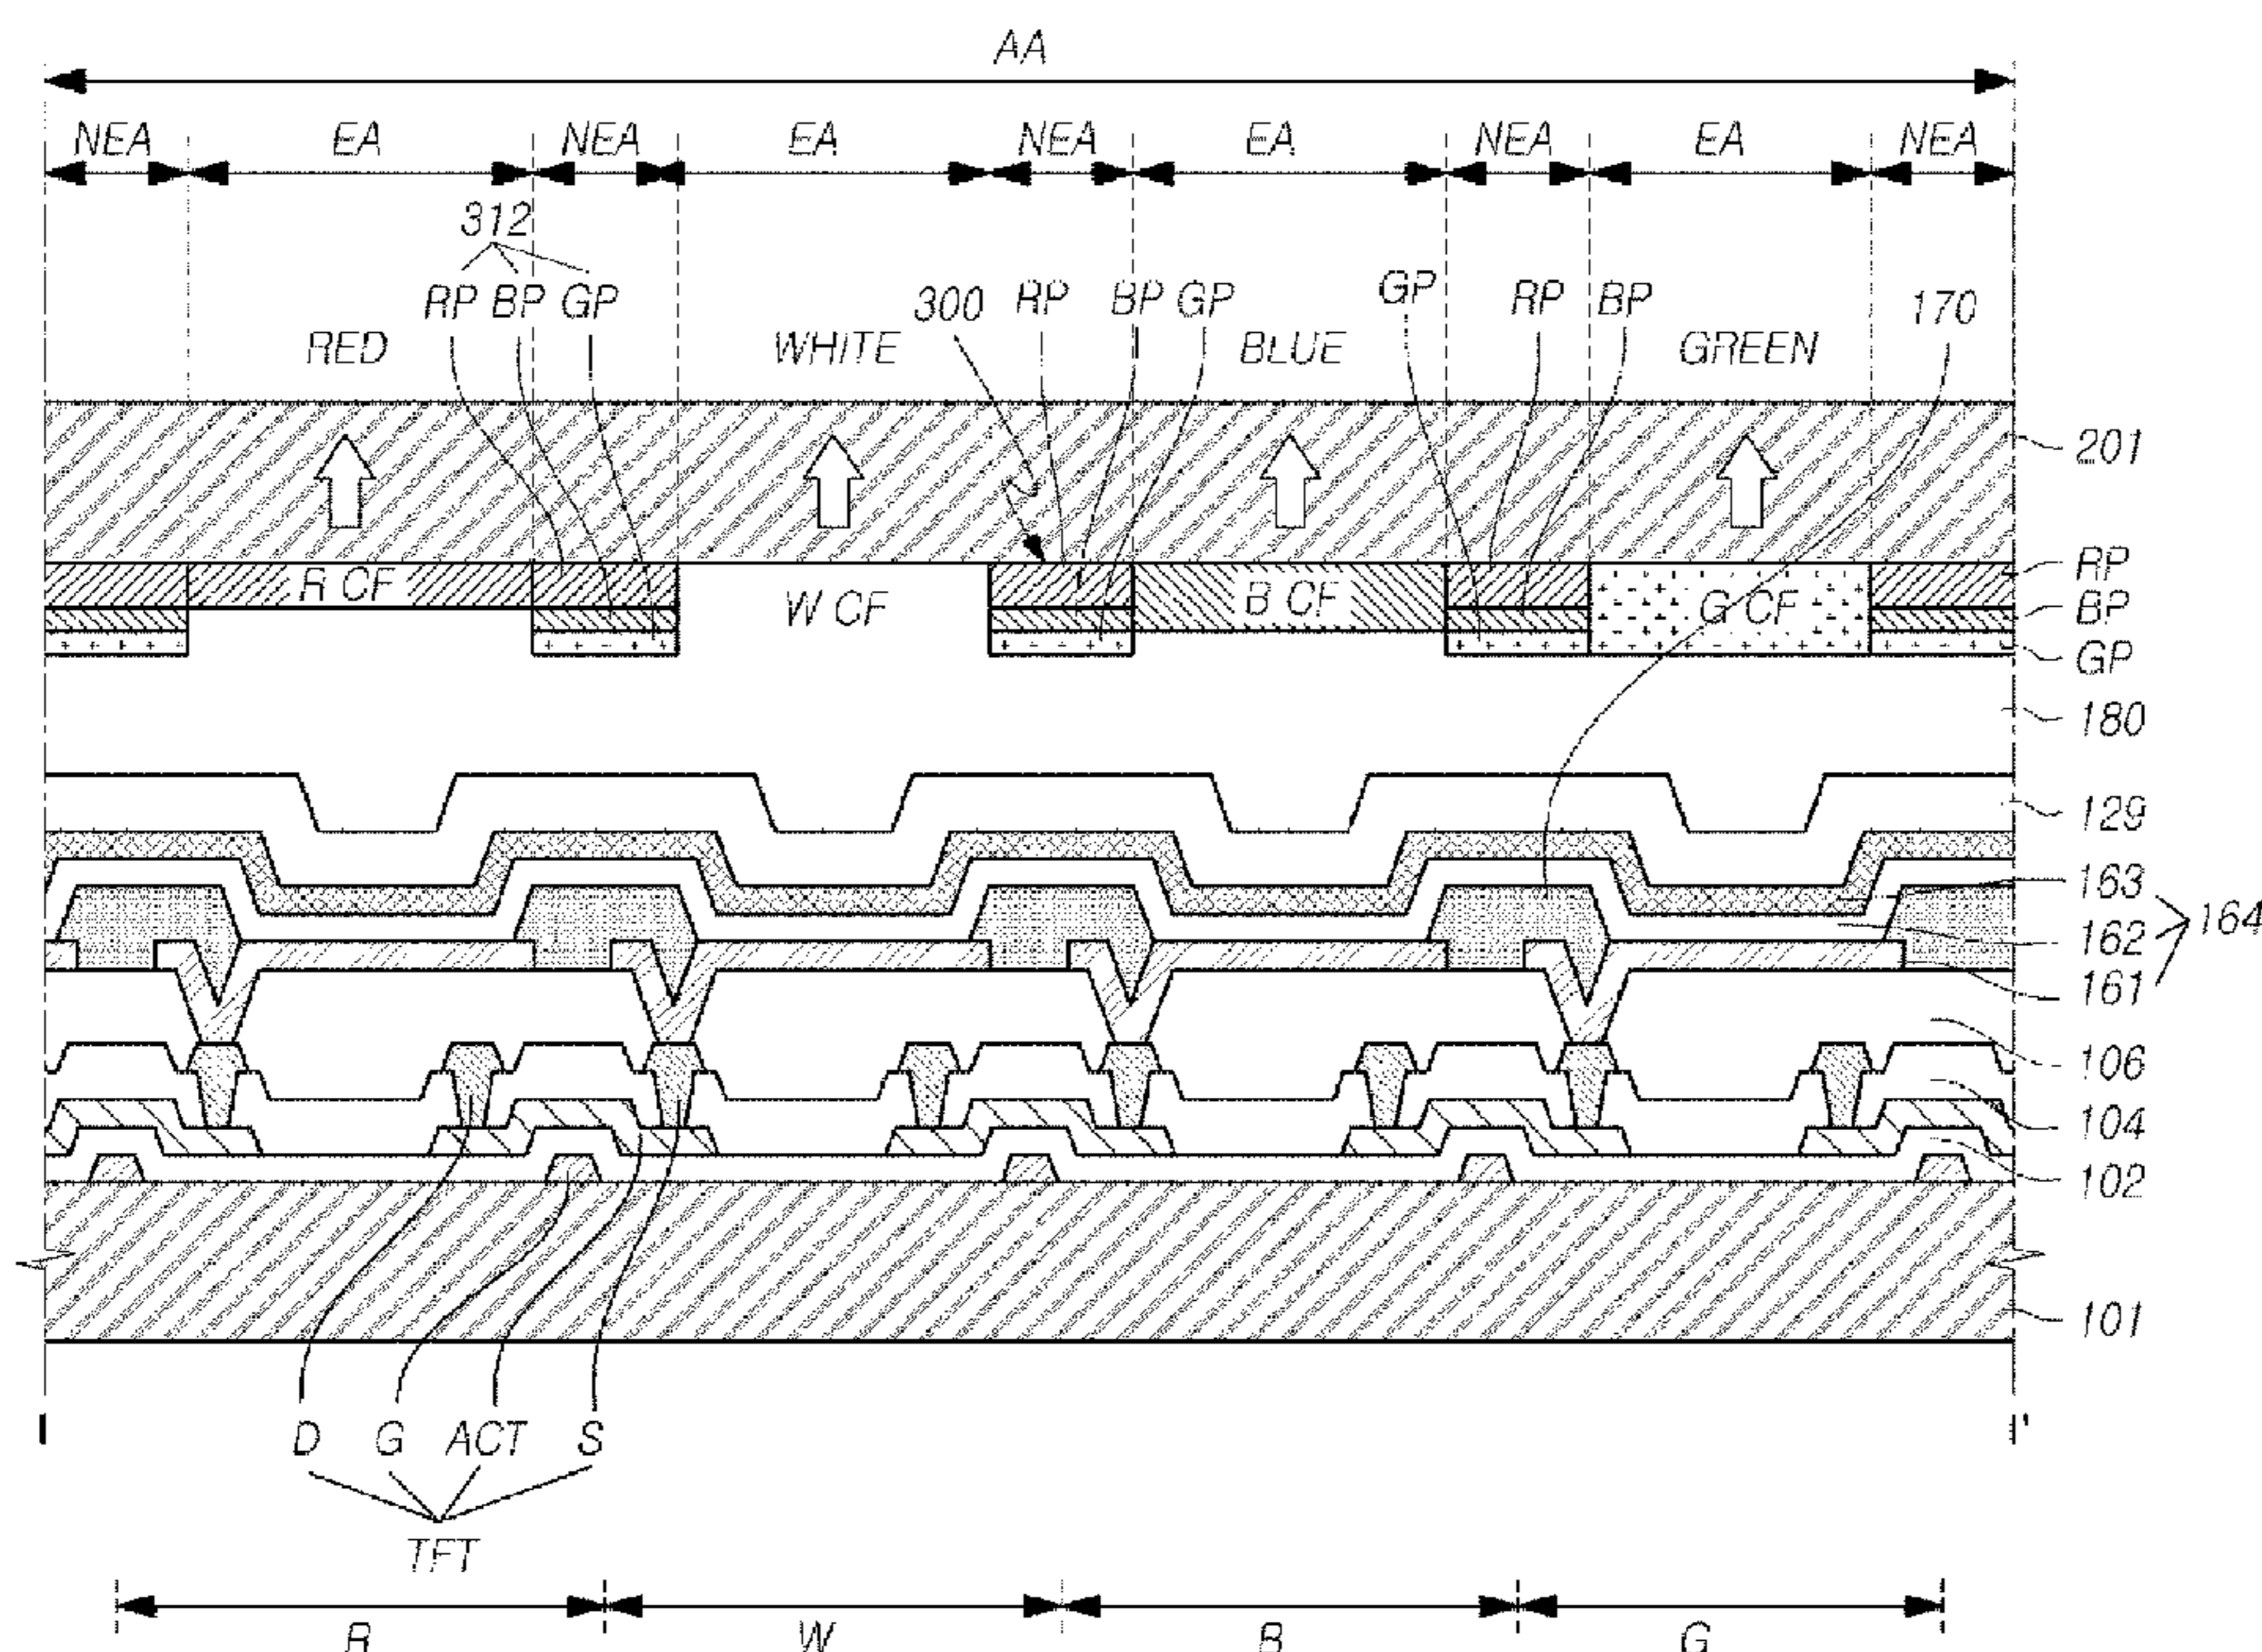 AA
NEA EA NEA EA NEA EA NEA EA NEA
312
RP BP GP 300 RP BP GP GP RP BP 170
RED WHITE BLUE GREEN
201
R CF W CF B CF G CF
RP
BP
GP
180
129
163
162
161
164
106
104
102
101
I I'
D G ACT S
TFT
R W B G